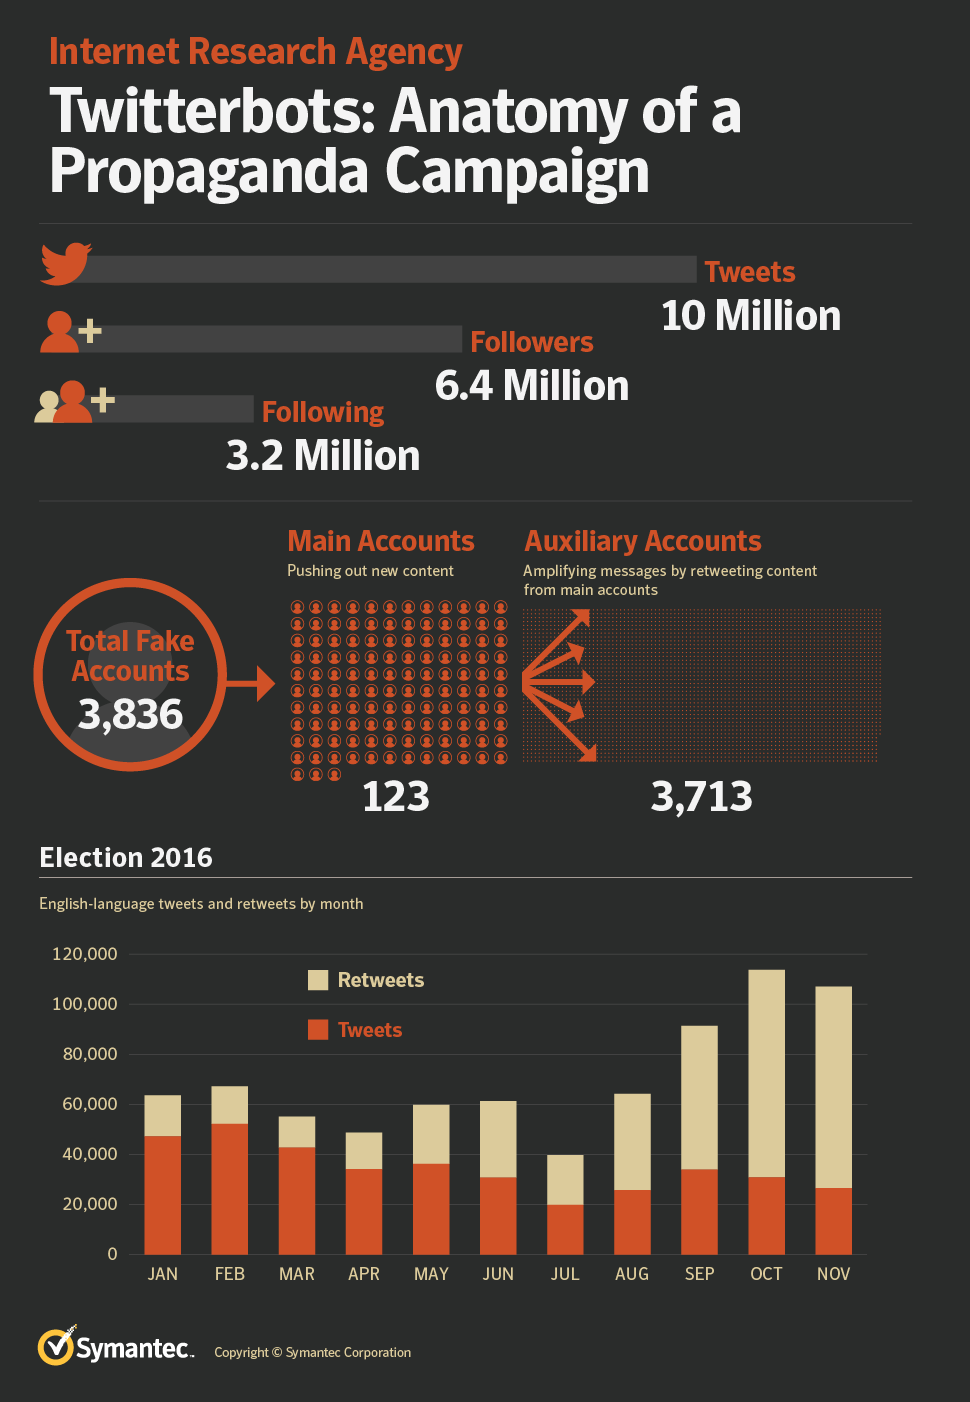 Internet Research Agency
Twitterbots: Anatomy of a
Propaganda Campaign
Tweets
10 Million
Followers
6.4 Million
Following
3.2 Million
Total Fake
Accounts
3,836
Main Accounts
Pushing out new content
123
Auxiliary Accounts
Amplifying messages by retweeting content
from main accounts
3,713
Election 2016
English-language tweets and retweets by month
120,000
100,000
80,000
60,000
40,000
20,000
0
Retweets
Tweets
JAN FEB MAR APR MAY JUN JUL AUG SEP OCT NOV
Symantec™ Copyright © Symantec Corporation